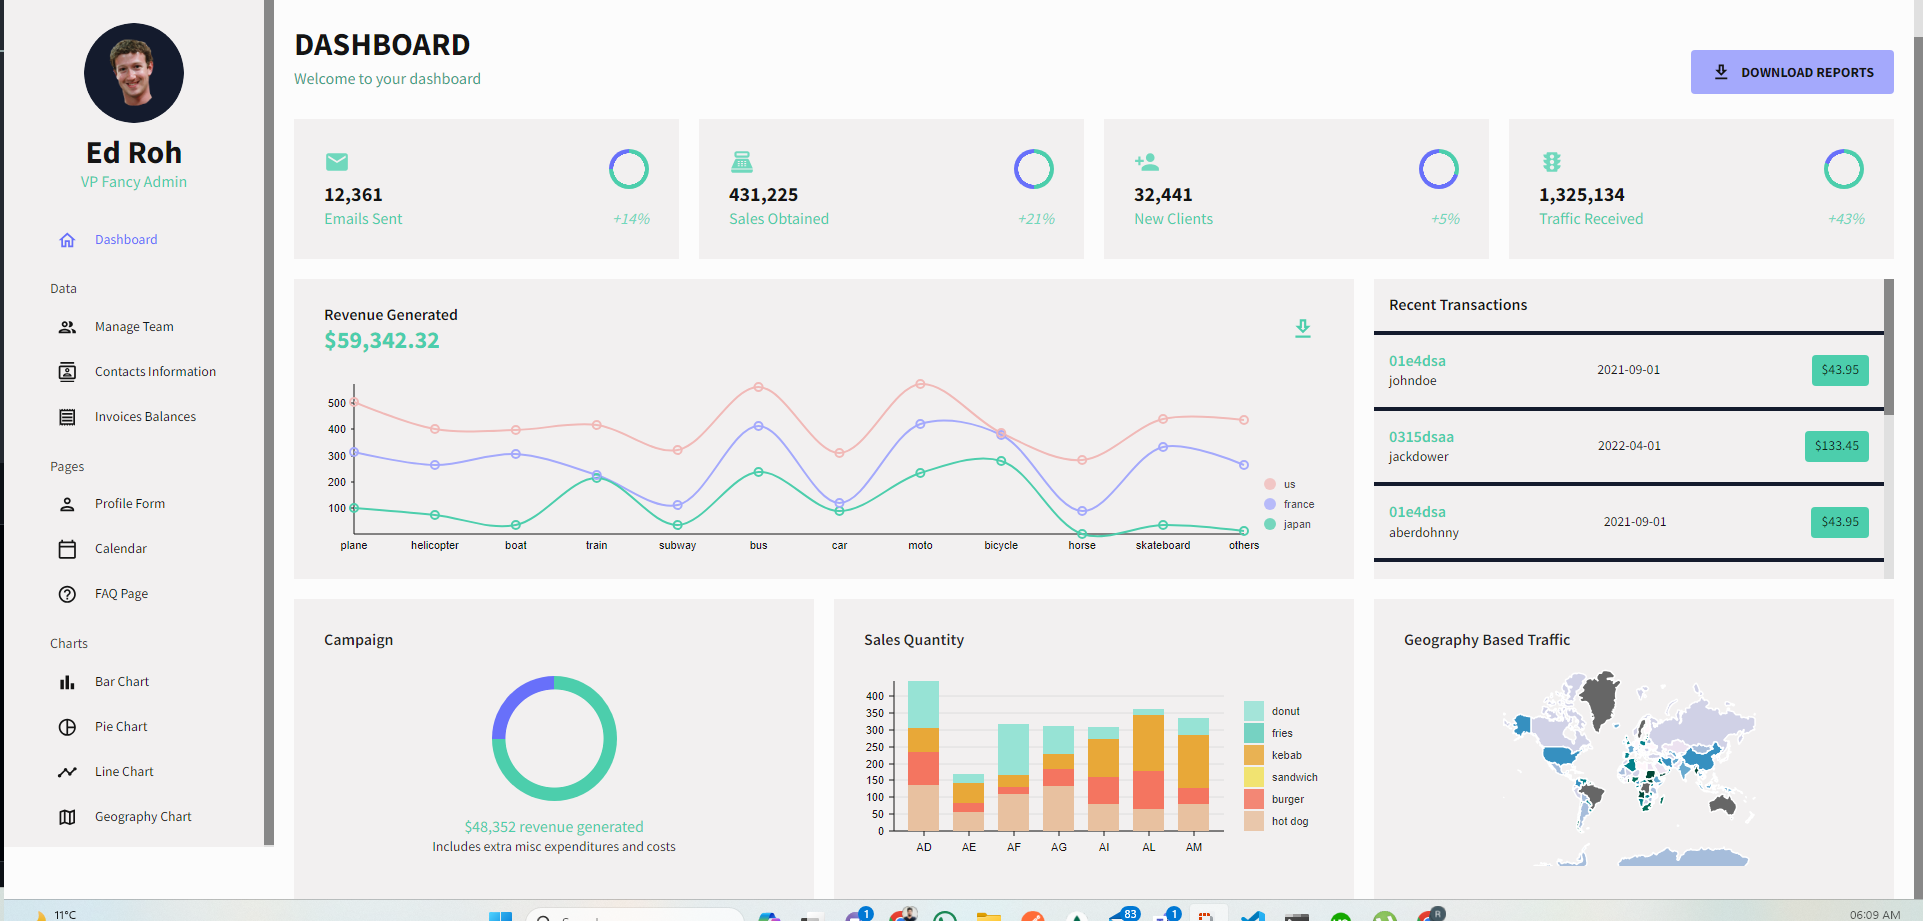 Ed Roh
VP Fancy Admin
Dashboard
Data
Manage Team
Contacts Information
Invoices Balances
Pages
Profile Form
Calendar
FAQ Page
Charts
Bar Chart
Pie Chart
Line Chart
Geography Chart
DASHBOARD
Welcome to your dashboard
DOWNLOAD REPORTS
12,361
Emails Sent +14%
431,225
Sales Obtained +21%
32,441
New Clients +5%
1,325,134
Traffic Received +43%
Revenue Generated
$59,342.32
500
400
300
200
100
plane helicopter boat train subway bus car moto bicycle horse skateboard others
us
france
japan
Recent Transactions
01e4dsa
johndoe
2021-09-01
$43.95
0315dsaa
jackdower
2022-04-01
$133.45
01e4dsa
aberdohnny
2021-09-01
$43.95
Campaign
$48,352 revenue generated
Includes extra misc expenditures and costs
Sales Quantity
400
350
300
250
200
150
100
50
0
AD AE AF AG AI AL AM
donut
fries
kebab
sandwich
burger
hot dog
Geography Based Traffic
11°C
1
83
1
R
06:09 AM